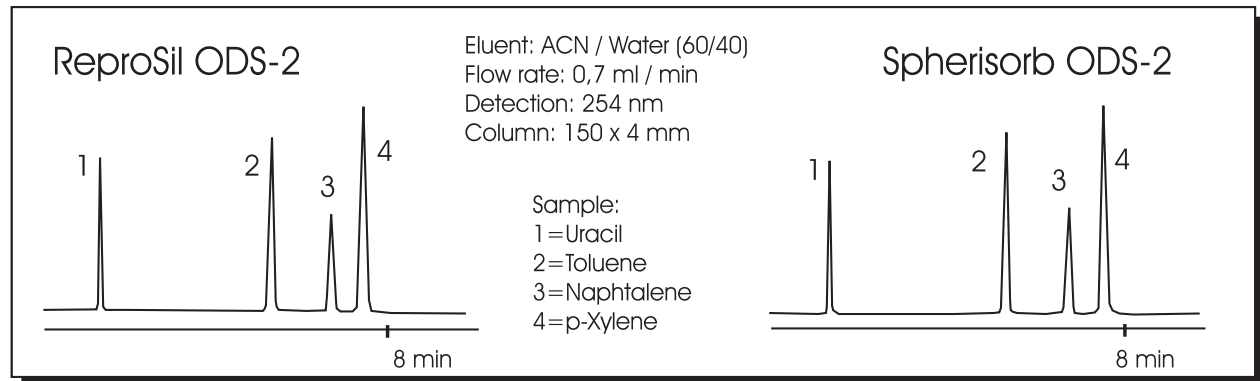 ReproSil ODS-2
1
2
3
4
8 min
Eluent: ACN / Water (60/40)
Flow rate: 0,7 ml / min
Detection: 254 nm
Column: 150 x 4 mm
Sample:
1=Uracil
2=Toluene
3=Naphtalene
4=p-Xylene
Spherisorb ODS-2
1
2
3
4
8 min